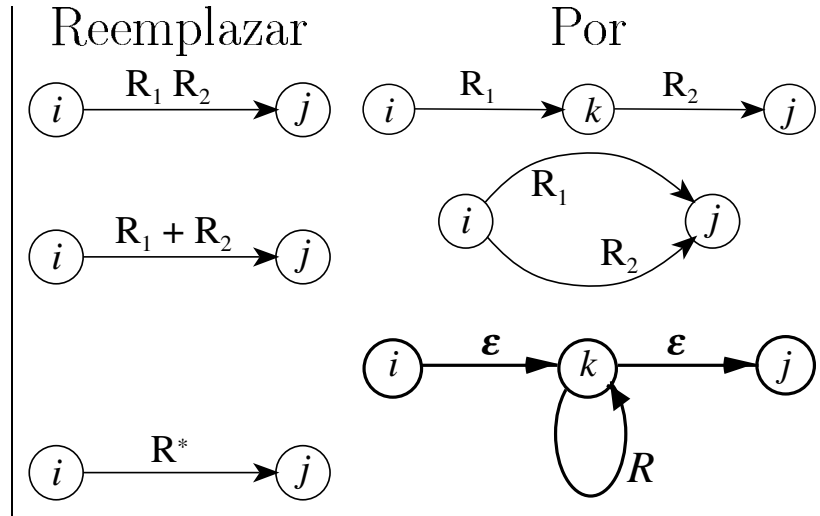 Reemplazar Por
i R₁ R₂ j i R₁ k R₂ j
i R₁ + R₂ j i R₁ R₂ j
i ε k ε j
R
i R* j